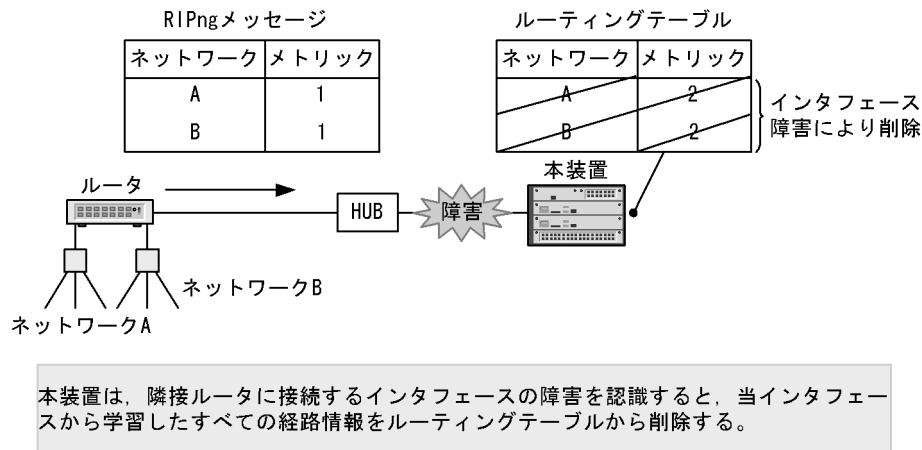 RIPngメッセージ
ネットワーク メトリック
A 1
B 1
ルーティングテーブル
ネットワーク メトリック
A 2
B 2
インタフェース
障害により削除
ルータ
HUB
障害
本装置
ネットワークB
ネットワークA
本装置は，隣接ルータに接続するインタフェースの障害を認識すると，当インタフェー
スから学習したすべての経路情報をルーティングテーブルから削除する。